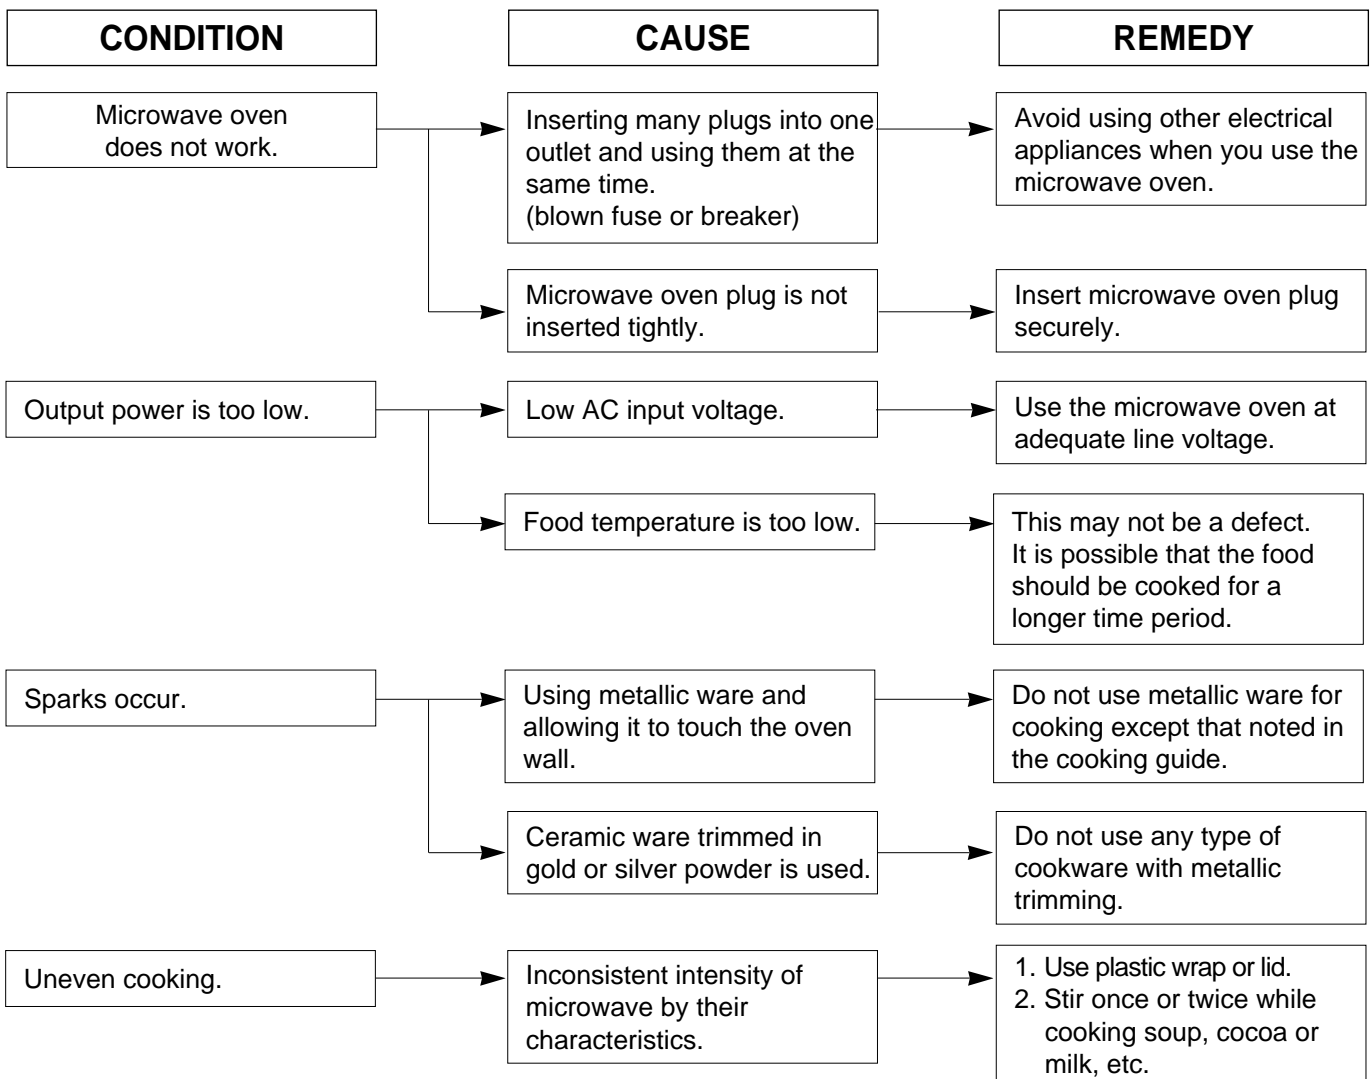 CONDITION
CAUSE
REMEDY
Microwave oven
does not work.
Inserting many plugs into one
outlet and using them at the
same time.
(blown fuse or breaker)
Avoid using other electrical
appliances when you use the
microwave oven.
Microwave oven plug is not
inserted tightly.
Insert microwave oven plug
securely.
Output power is too low.
Low AC input voltage.
Use the microwave oven at
adequate line voltage.
Food temperature is too low.
This may not be a defect.
It is possible that the food
should be cooked for a
longer time period.
Sparks occur.
Using metallic ware and
allowing it to touch the oven
wall.
Do not use metallic ware for
cooking except that noted in
the cooking guide.
Ceramic ware trimmed in
gold or silver powder is used.
Do not use any type of
cookware with metallic
trimming.
Uneven cooking.
Inconsistent intensity of
microwave by their
characteristics.
1. Use plastic wrap or lid.
2. Stir once or twice while
cooking soup, cocoa or
milk, etc.